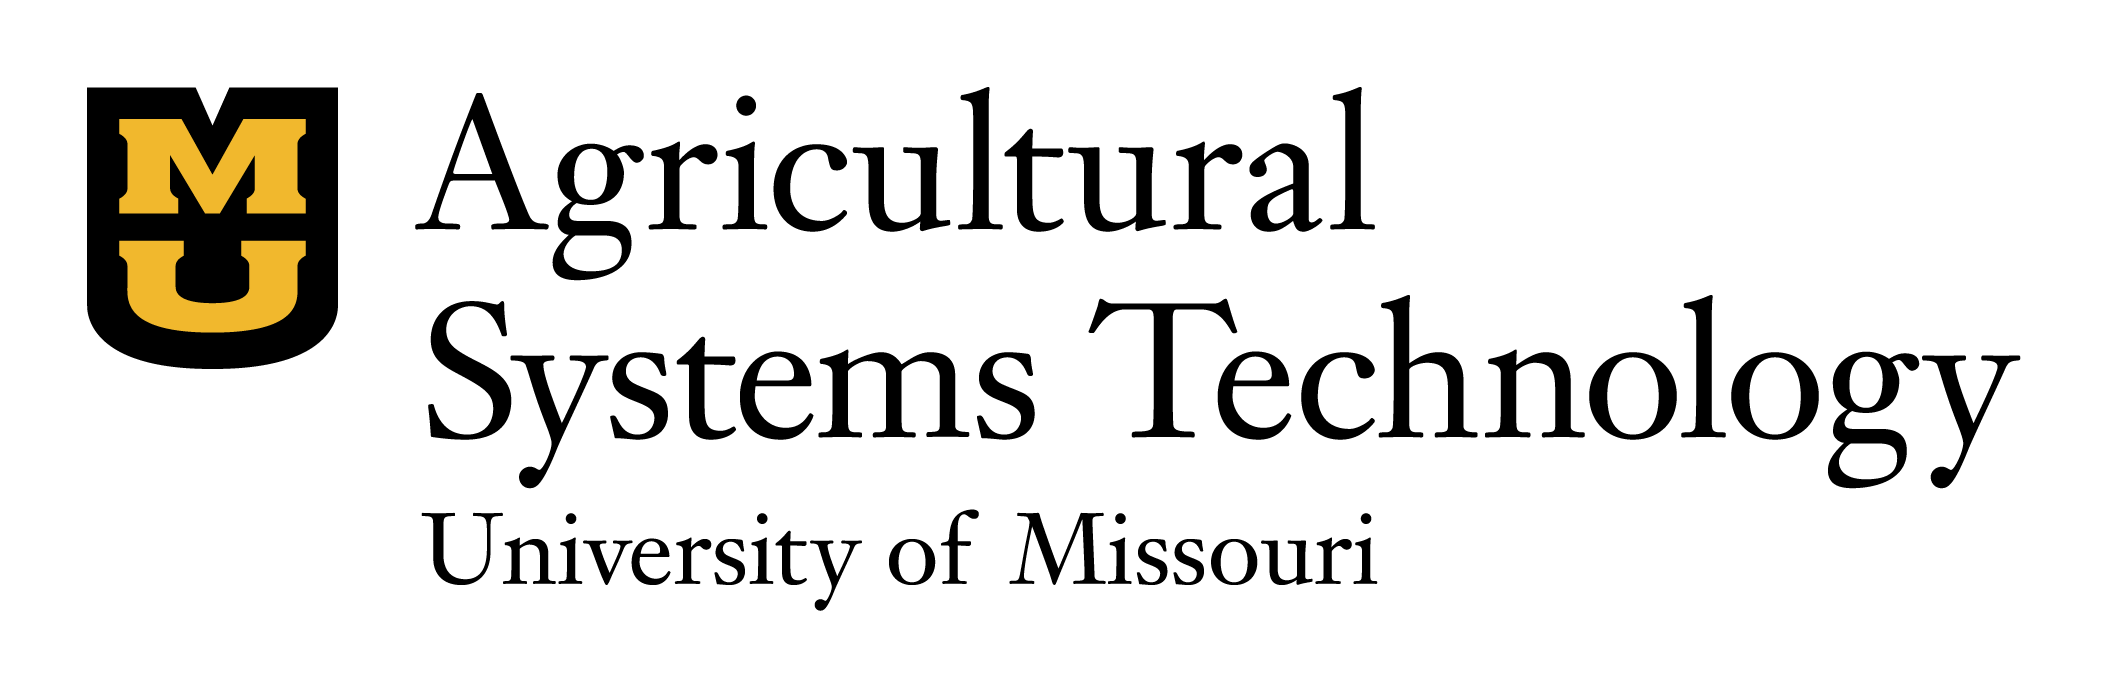 MU
Agricultural
Systems Technology
University of Missouri